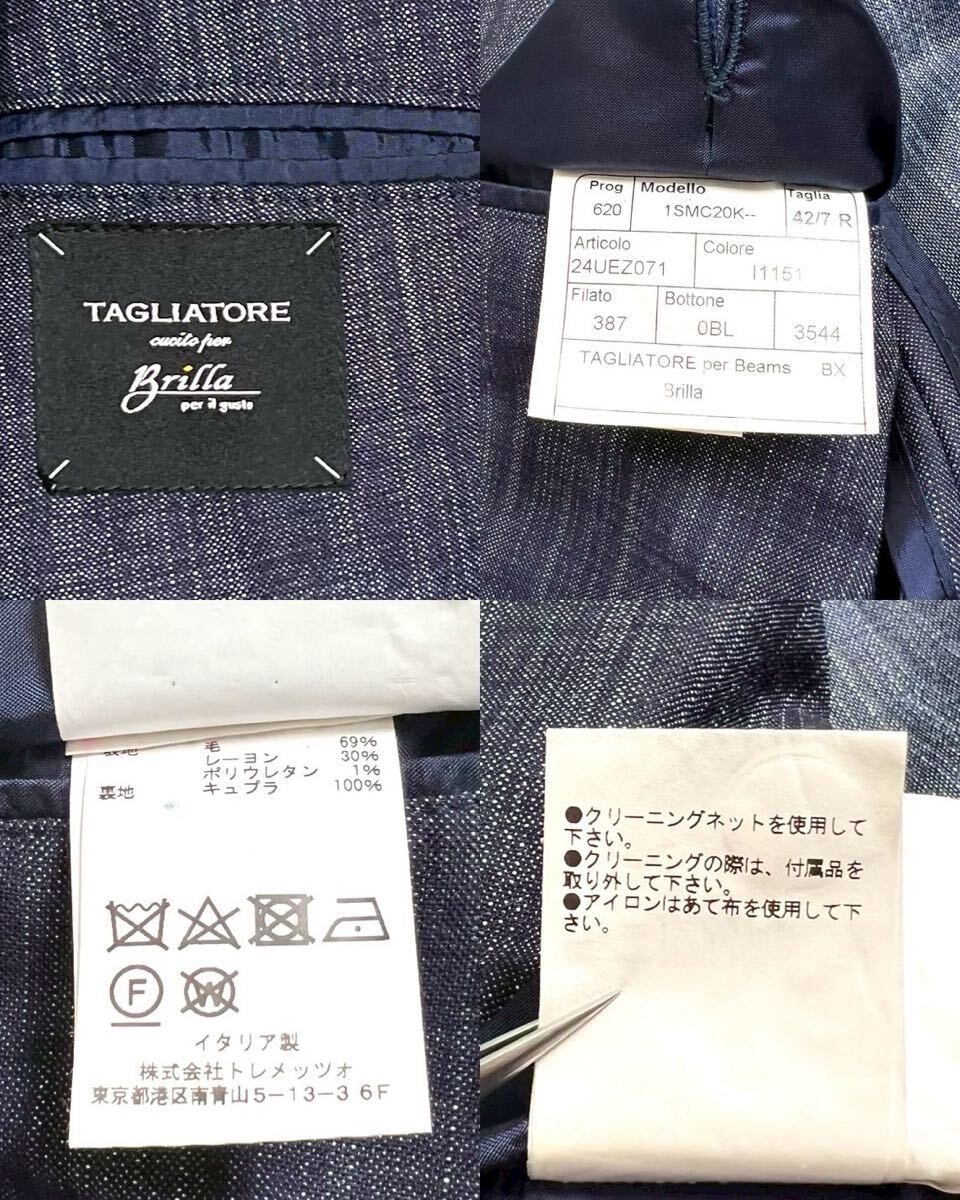 TAGLIATORE
cucito per
Brilla
per il gusto
Prog Modello Taglia
620 1SMC20K-- 42/7 R
Articolo Colore
24UEZ071 I1151
Filato Bottone
387 0BL 3544
TAGLIATORE per Beams BX
Brilla
表地 毛 69%
レーヨン 30%
ポリウレタン 1%
裏地 キュプラ 100%
F
W
イタリア製
株式会社トレメッツオ
東京都港区南青山5-13-3 6F
●クリーニングネットを使用して
下さい。
●クリーニングの際は、付属品を
取り外して下さい。
●アイロンはあて布を使用して下
さい。